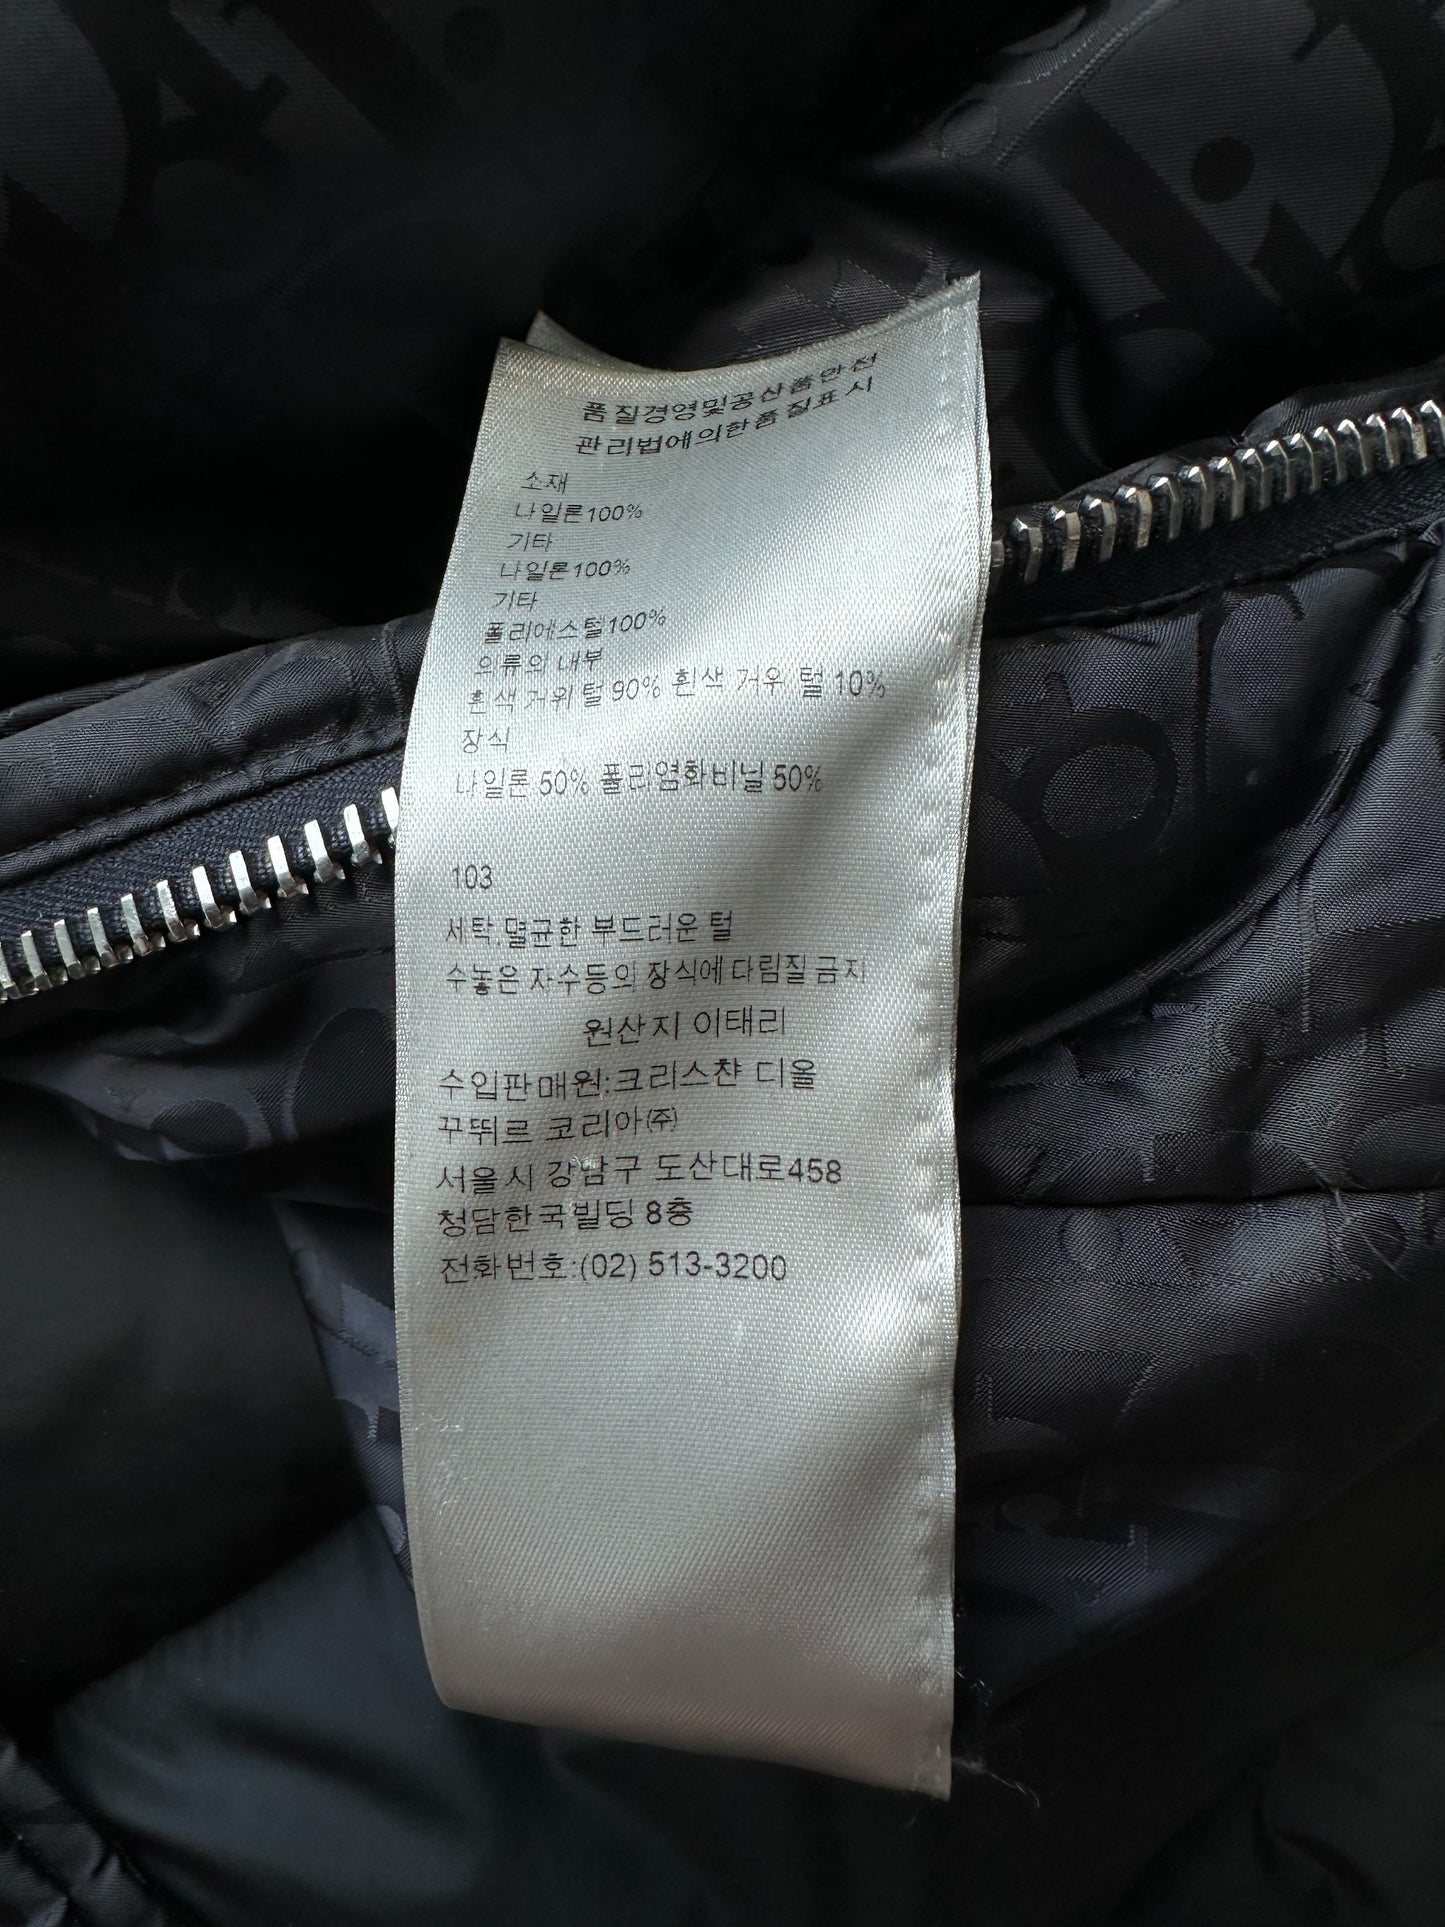 품질경영및공산품안전
관리법에의한품질표시
소재
나일론100%
기타
나일론100%
기타
폴리에스텔100%
의류의 내부
흰색 거위 털 90% 흰색 거우 털 10%
장식
나일론 50% 폴리염화비닐 50%
103
세탁,멸균한 부드러운 털
수놓은 자수등의 장식에 다림질 금지
원산지 이태리
수입판매원:크리스챤 디올
꾸뛰르 코리아㈜
서울시 강남구 도산대로458
청담한국빌딩 8층
전화번호:(02) 513-3200